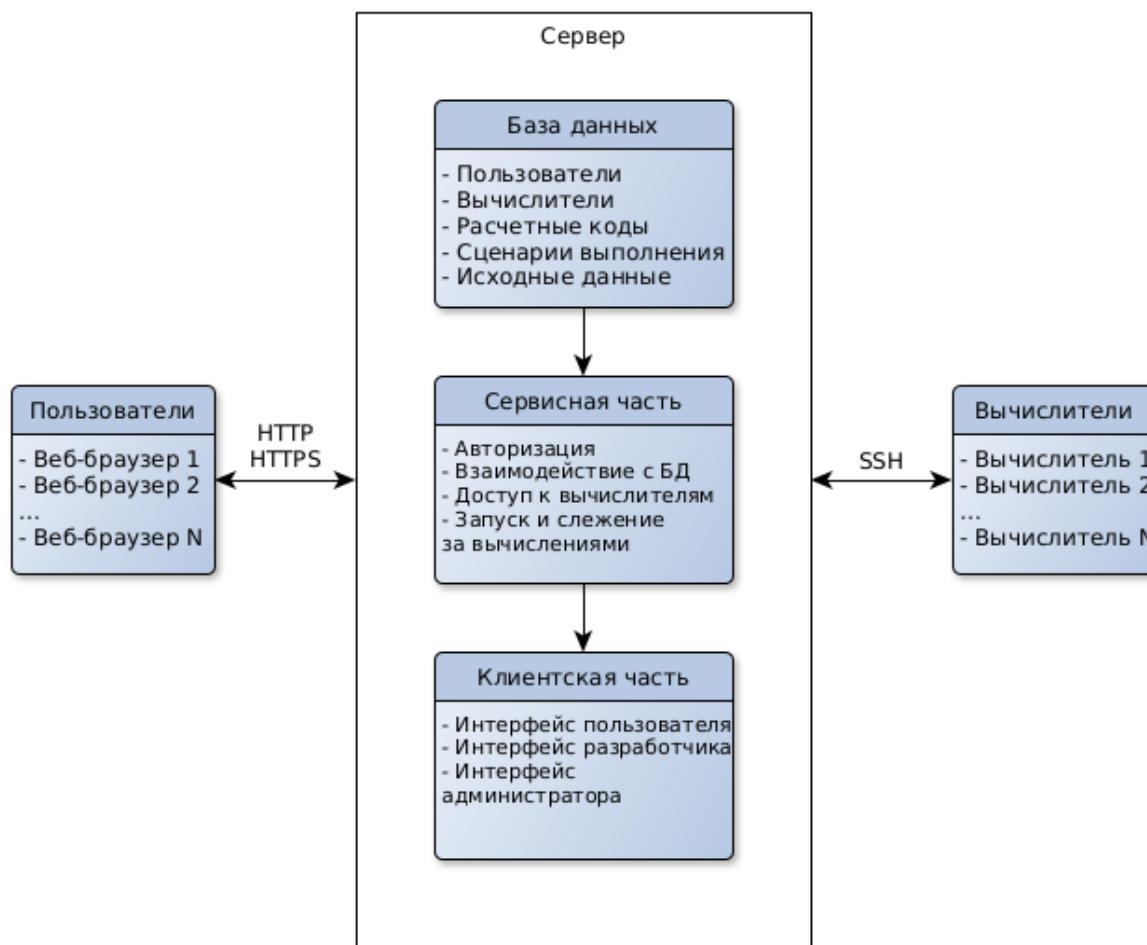 Сервер
База данных
- Пользователи
- Вычислители
- Расчетные коды
- Сценарии выполнения
- Исходные данные
Пользователи
- Веб-браузер 1
- Веб-браузер 2
...
- Веб-браузер N
HTTP
HTTPS
Сервисная часть
- Авторизация
- Взаимодействие с БД
- Доступ к вычислителям
- Запуск и слежение
за вычислениями
SSH
Вычислители
- Вычислитель 1
- Вычислитель 2
...
- Вычислитель N
Клиентская часть
- Интерфейс пользователя
- Интерфейс разработчика
- Интерфейс
администратора